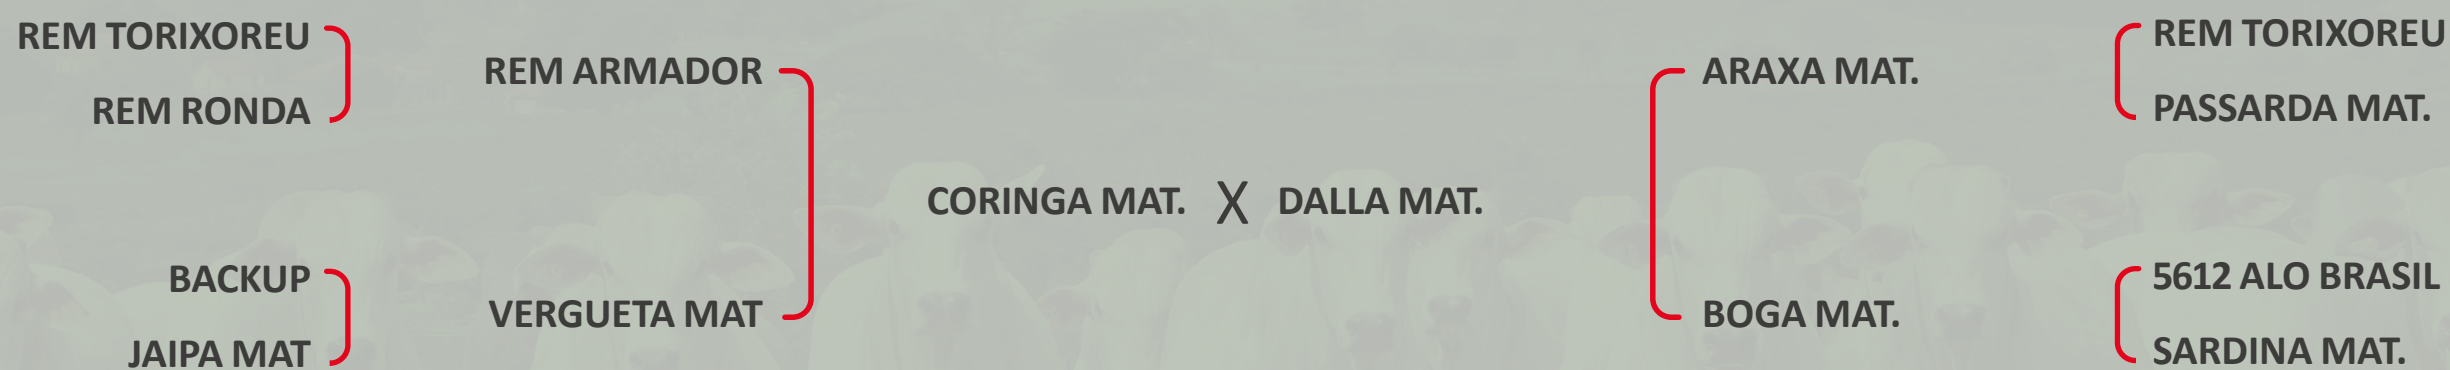 REM TORIXOREU
REM RONDA
REM ARMADOR
BACKUP
JAIPA MAT
VERGUETA MAT
CORINGA MAT. X DALLA MAT.
ARAXA MAT.
REM TORIXOREU
PASSARDA MAT.
BOGA MAT.
5612 ALO BRASIL
SARDINA MAT.